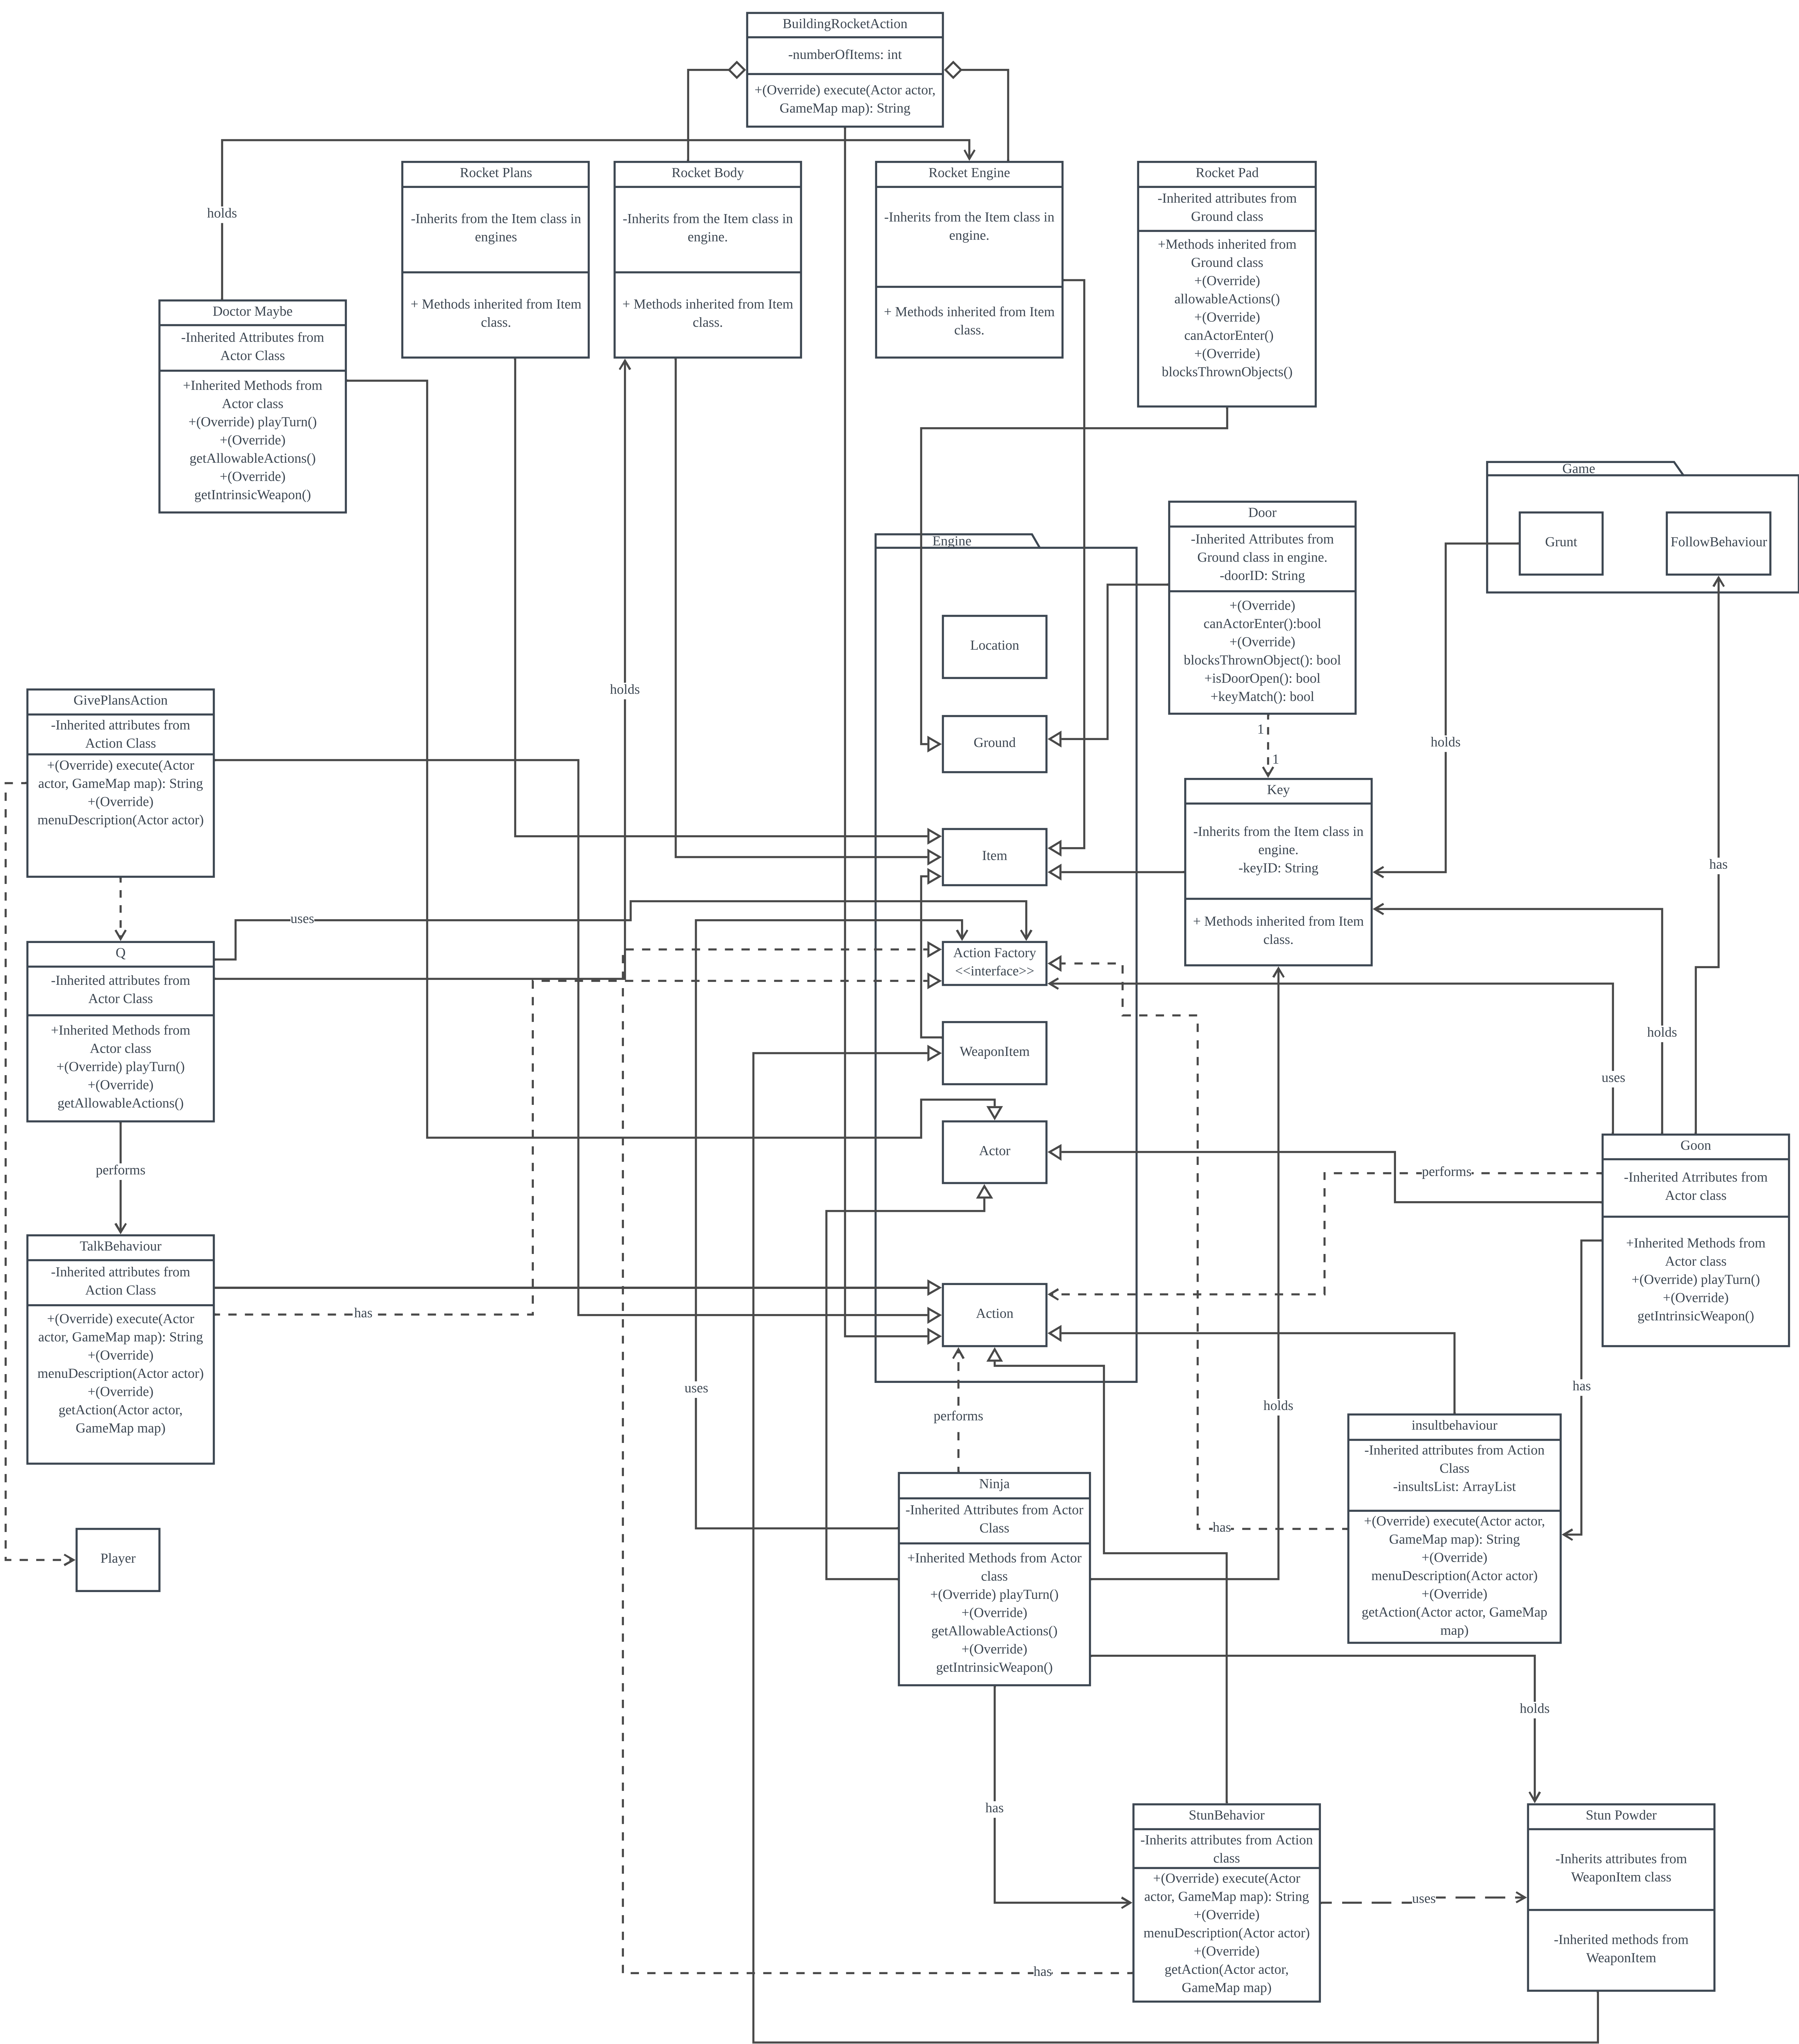 BuildingRocketAction
-numberOfItems: int
+(Override) execute(Actor actor,
GameMap map): String
holds
Rocket Plans
-Inherits from the Item class in
engines
+ Methods inherited from Item
class.
Rocket Body
-Inherits from the Item class in
engine.
+ Methods inherited from Item
class.
Rocket Engine
-Inherits from the Item class in
engine.
+ Methods inherited from Item
class.
Rocket Pad
-Inherited attributes from
Ground class
+Methods inherited from
Ground class
+(Override)
allowableActions()
+(Override)
canActorEnter()
+(Override)
blocksThrownObjects()
Doctor Maybe
-Inherited Attributes from
Actor Class
+Inherited Methods from
Actor class
+(Override) playTurn()
+(Override)
getAllowableActions()
+(Override)
getIntrinsicWeapon()
Game
Grunt
FollowBehaviour
Door
-Inherited Attributes from
Ground class in engine.
-doorID: String
+(Override)
canActorEnter():bool
+(Override)
blocksThrownObject(): bool
+isDoorOpen(): bool
+keyMatch(): bool
Engine
Location
Ground
Item
Action Factory
<<interface>>
WeaponItem
Actor
Action
holds
1
1
holds
has
Key
-Inherits from the Item class in
engine.
-keyID: String
+ Methods inherited from Item
class.
GivePlansAction
-Inherited attributes from
Action Class
+(Override) execute(Actor
actor, GameMap map): String
+(Override)
menuDescription(Actor actor)
uses
Q
-Inherited attributes from
Actor Class
+Inherited Methods from
Actor class
+(Override) playTurn()
+(Override)
getAllowableActions()
performs
holds
uses
Goon
-Inherited Atrributes from
Actor class
+Inherited Methods from
Actor class
+(Override) playTurn()
+(Override)
getIntrinsicWeapon()
performs
TalkBehaviour
-Inherited attributes from
Action Class
+(Override) execute(Actor
actor, GameMap map): String
+(Override)
menuDescription(Actor actor)
+(Override)
getAction(Actor actor,
GameMap map)
has
uses
performs
holds
has
insultbehaviour
-Inherited attributes from Action
Class
-insultsList: ArrayList
+(Override) execute(Actor actor,
GameMap map): String
+(Override)
menuDescription(Actor actor)
+(Override)
getAction(Actor actor, GameMap
map)
has
Player
Ninja
-Inherited Attributes from Actor
Class
+Inherited Methods from Actor
class
+(Override) playTurn()
+(Override)
getAllowableActions()
+(Override)
getIntrinsicWeapon()
holds
has
StunBehavior
-Inherits attributes from Action
class
+(Override) execute(Actor
actor, GameMap map): String
+(Override)
menuDescription(Actor actor)
+(Override)
getAction(Actor actor,
GameMap map)
uses
has
Stun Powder
-Inherits attributes from
WeaponItem class
-Inherited methods from
WeaponItem